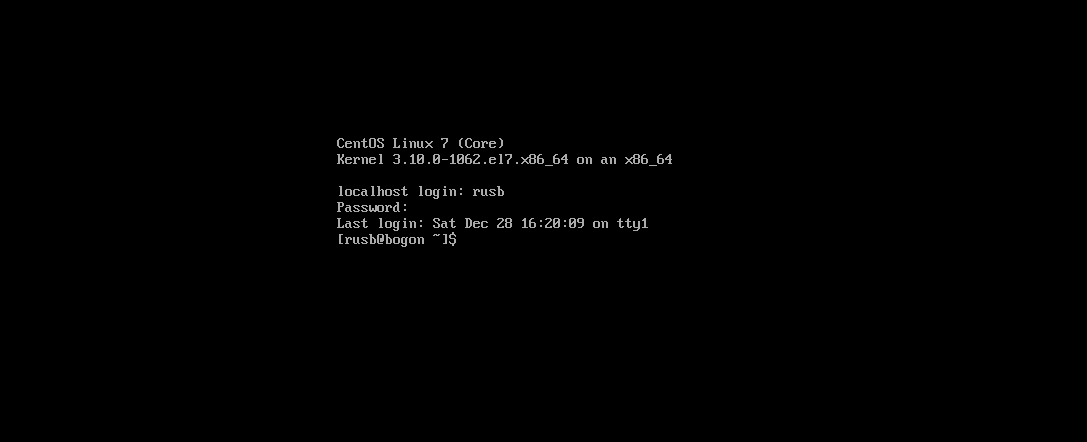 CentOS Linux 7 (Core)
Kernel 3.10.0-1062.el7.x86_64 on an x86_64
localhost login: rusb
Password:
Last login: Sat Dec 28 16:20:09 on tty1
[rusb@bogon ~]$